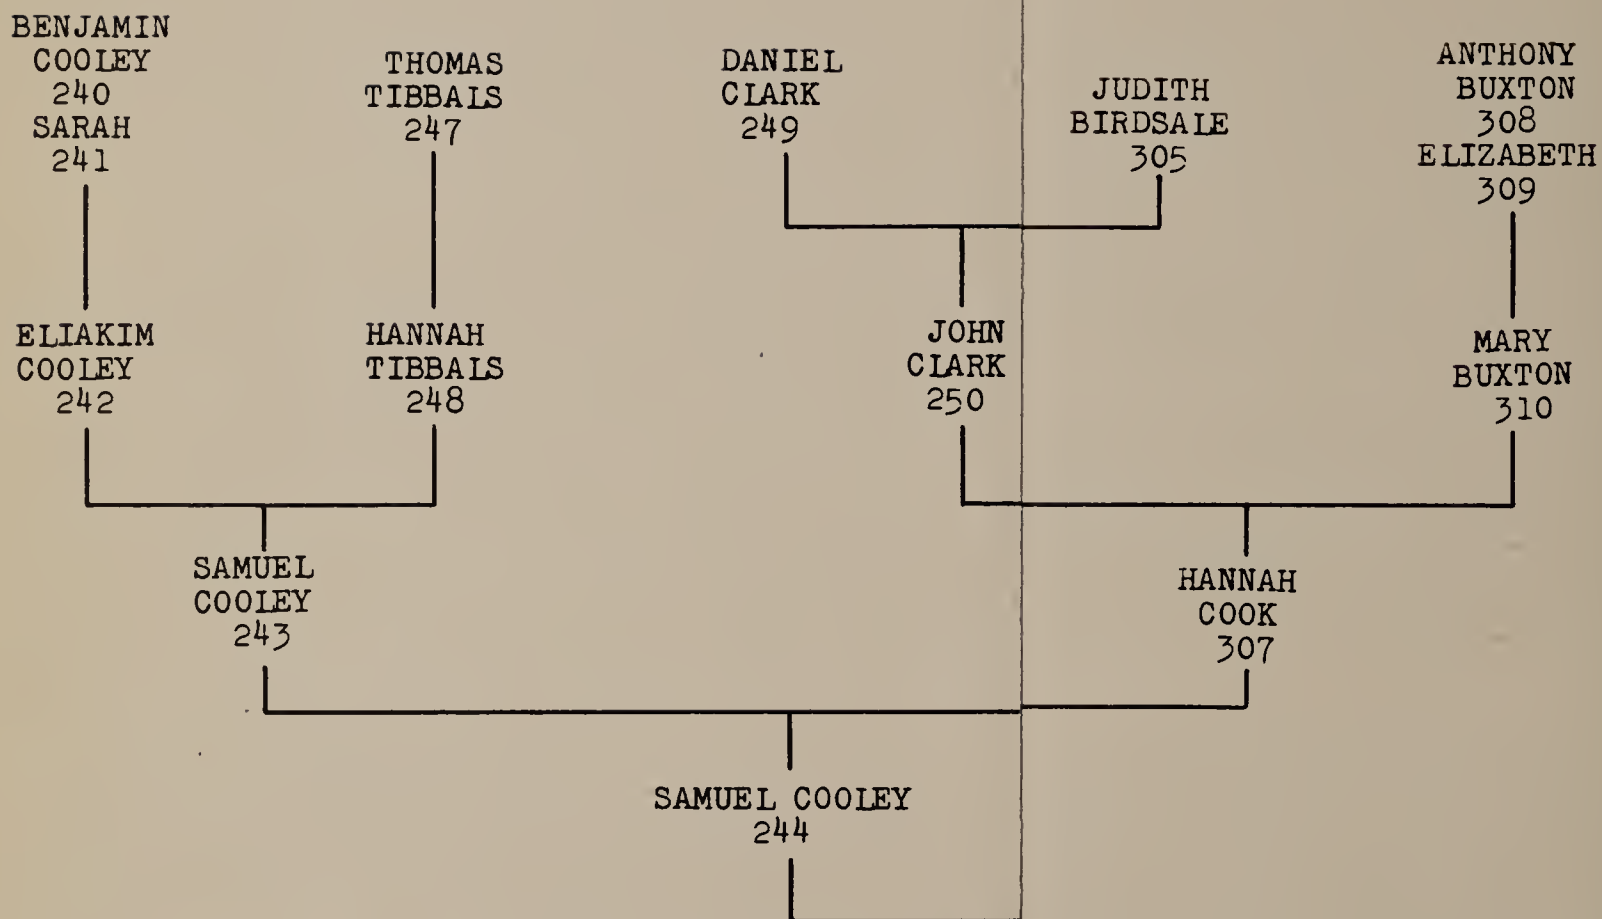 BENJAMIN
COOLEY
240
SARAH
241
THOMAS
TIBBALS
247
DANIEL
CLARK
249
JUDITH
BIRDSALE
305
ANTHONY
BUXTON
308
ELIZABETH
309
ELIAKIM
COOLEY
242
HANNAH
TIBBALS
248
JOHN
CLARK
250
MARY
BUXTON
310
SAMUEL
COOLEY
243
HANNAH
COOK
307
SAMUEL COOLEY
244